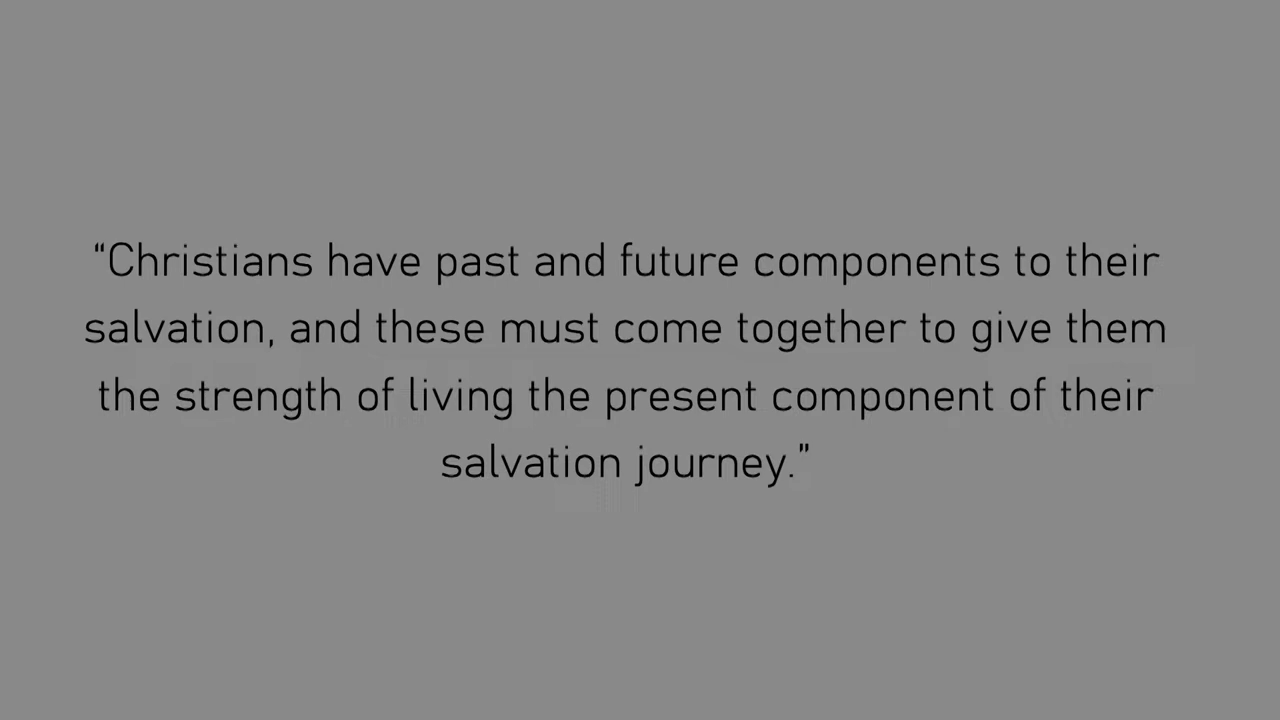 “Christians have past and future components to their
salvation, and these must come together to give them
the strength of living the present component of their
salvation journey.”